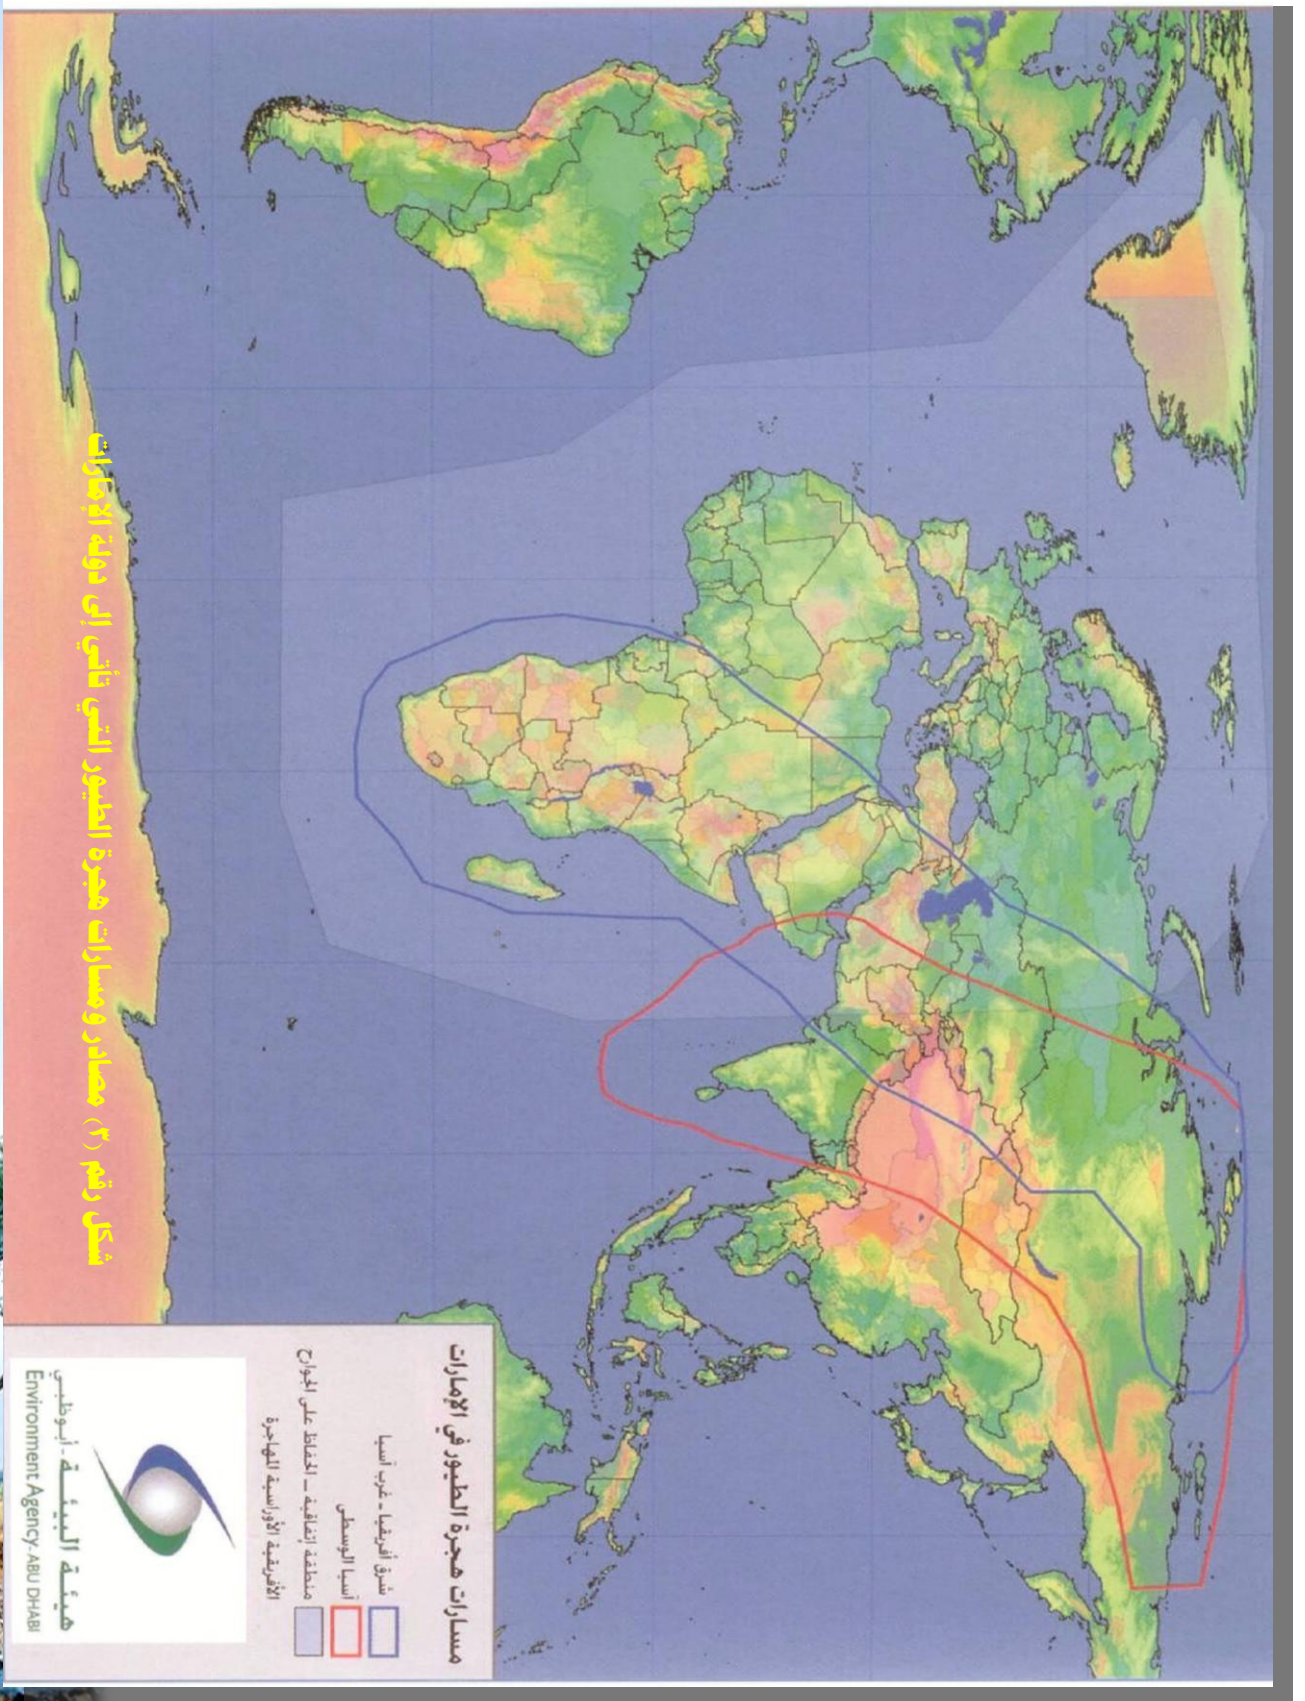 مسارات هجرة الطيور في الإمارات
شرق أفريقيا - غرب آسيا
آسيا الوسطى
منطقة إتفاقية – الحفاظ على الجوارح
الأفريقية الأوراسية المهاجرة
هيئة البيئة - أبوظبي
Environment Agency-ABU DHABI
شكل رقم (٣) مصادر ومسارات هجرة الطيور التي تأتي إلى دولة الإمارات